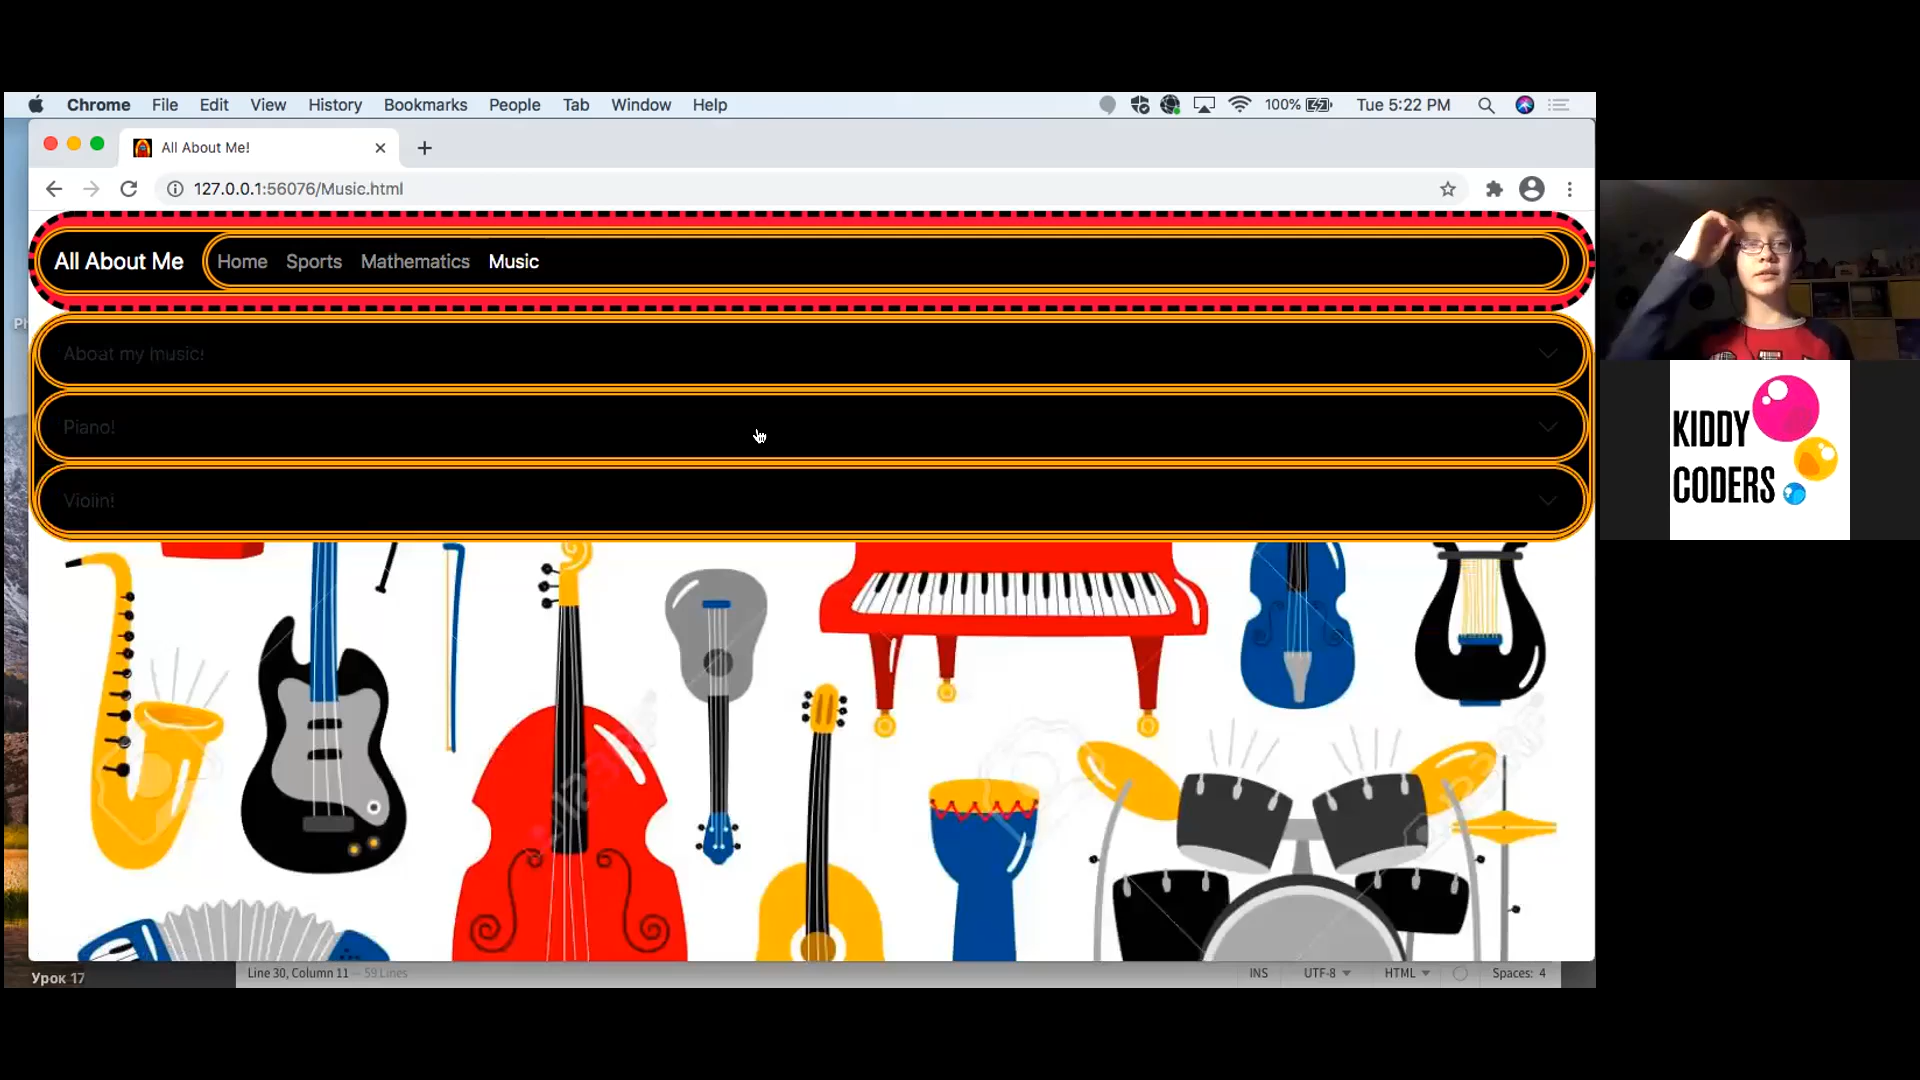 Chrome File Edit View History Bookmarks People Tab Window Help 100% Tue 5:22 PM
All About Me!
127.0.0.1:56076/Music.html
All About Me Home Sports Mathematics Music
Aboat my music!
Piano!
Violin!
KIDDY
CODERS
Урок 17
Line 30, Column 11 — 59 Lines INS UTF-8 HTML Spaces: 4